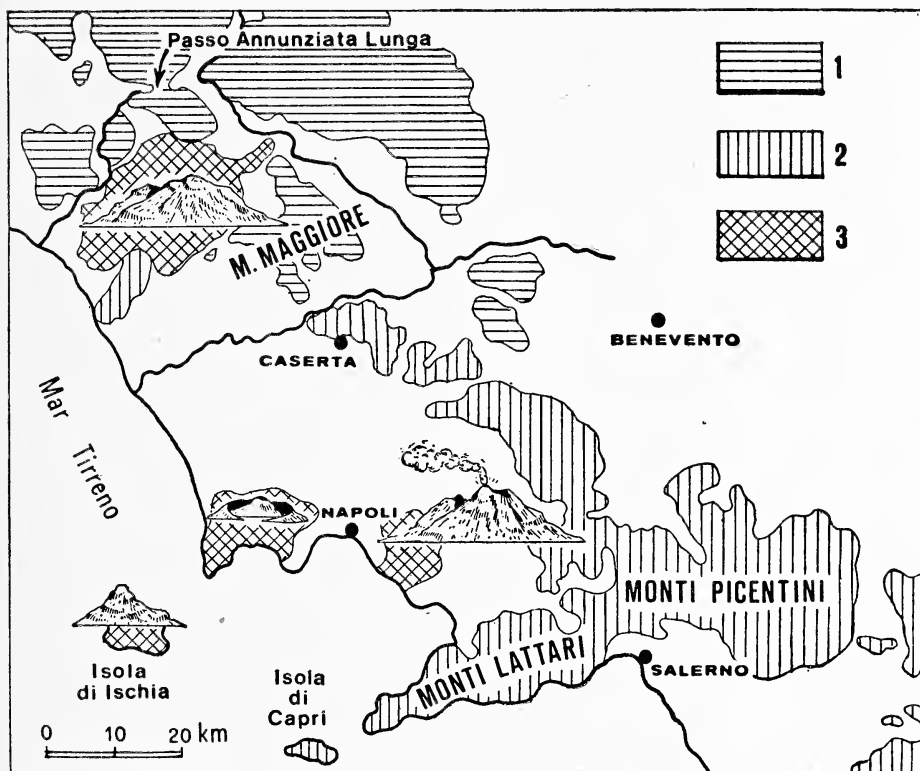 Passo Annunziata Lunga
1
2
3
M. MAGGIORE
CASERTA
BENEVENTO
Mar Tirreno
NAPOLI
MONTI PICENTINI
MONTI LATTARI
SALERNO
Isola
di Ischia
Isola
di
Capri
0 10 20 km